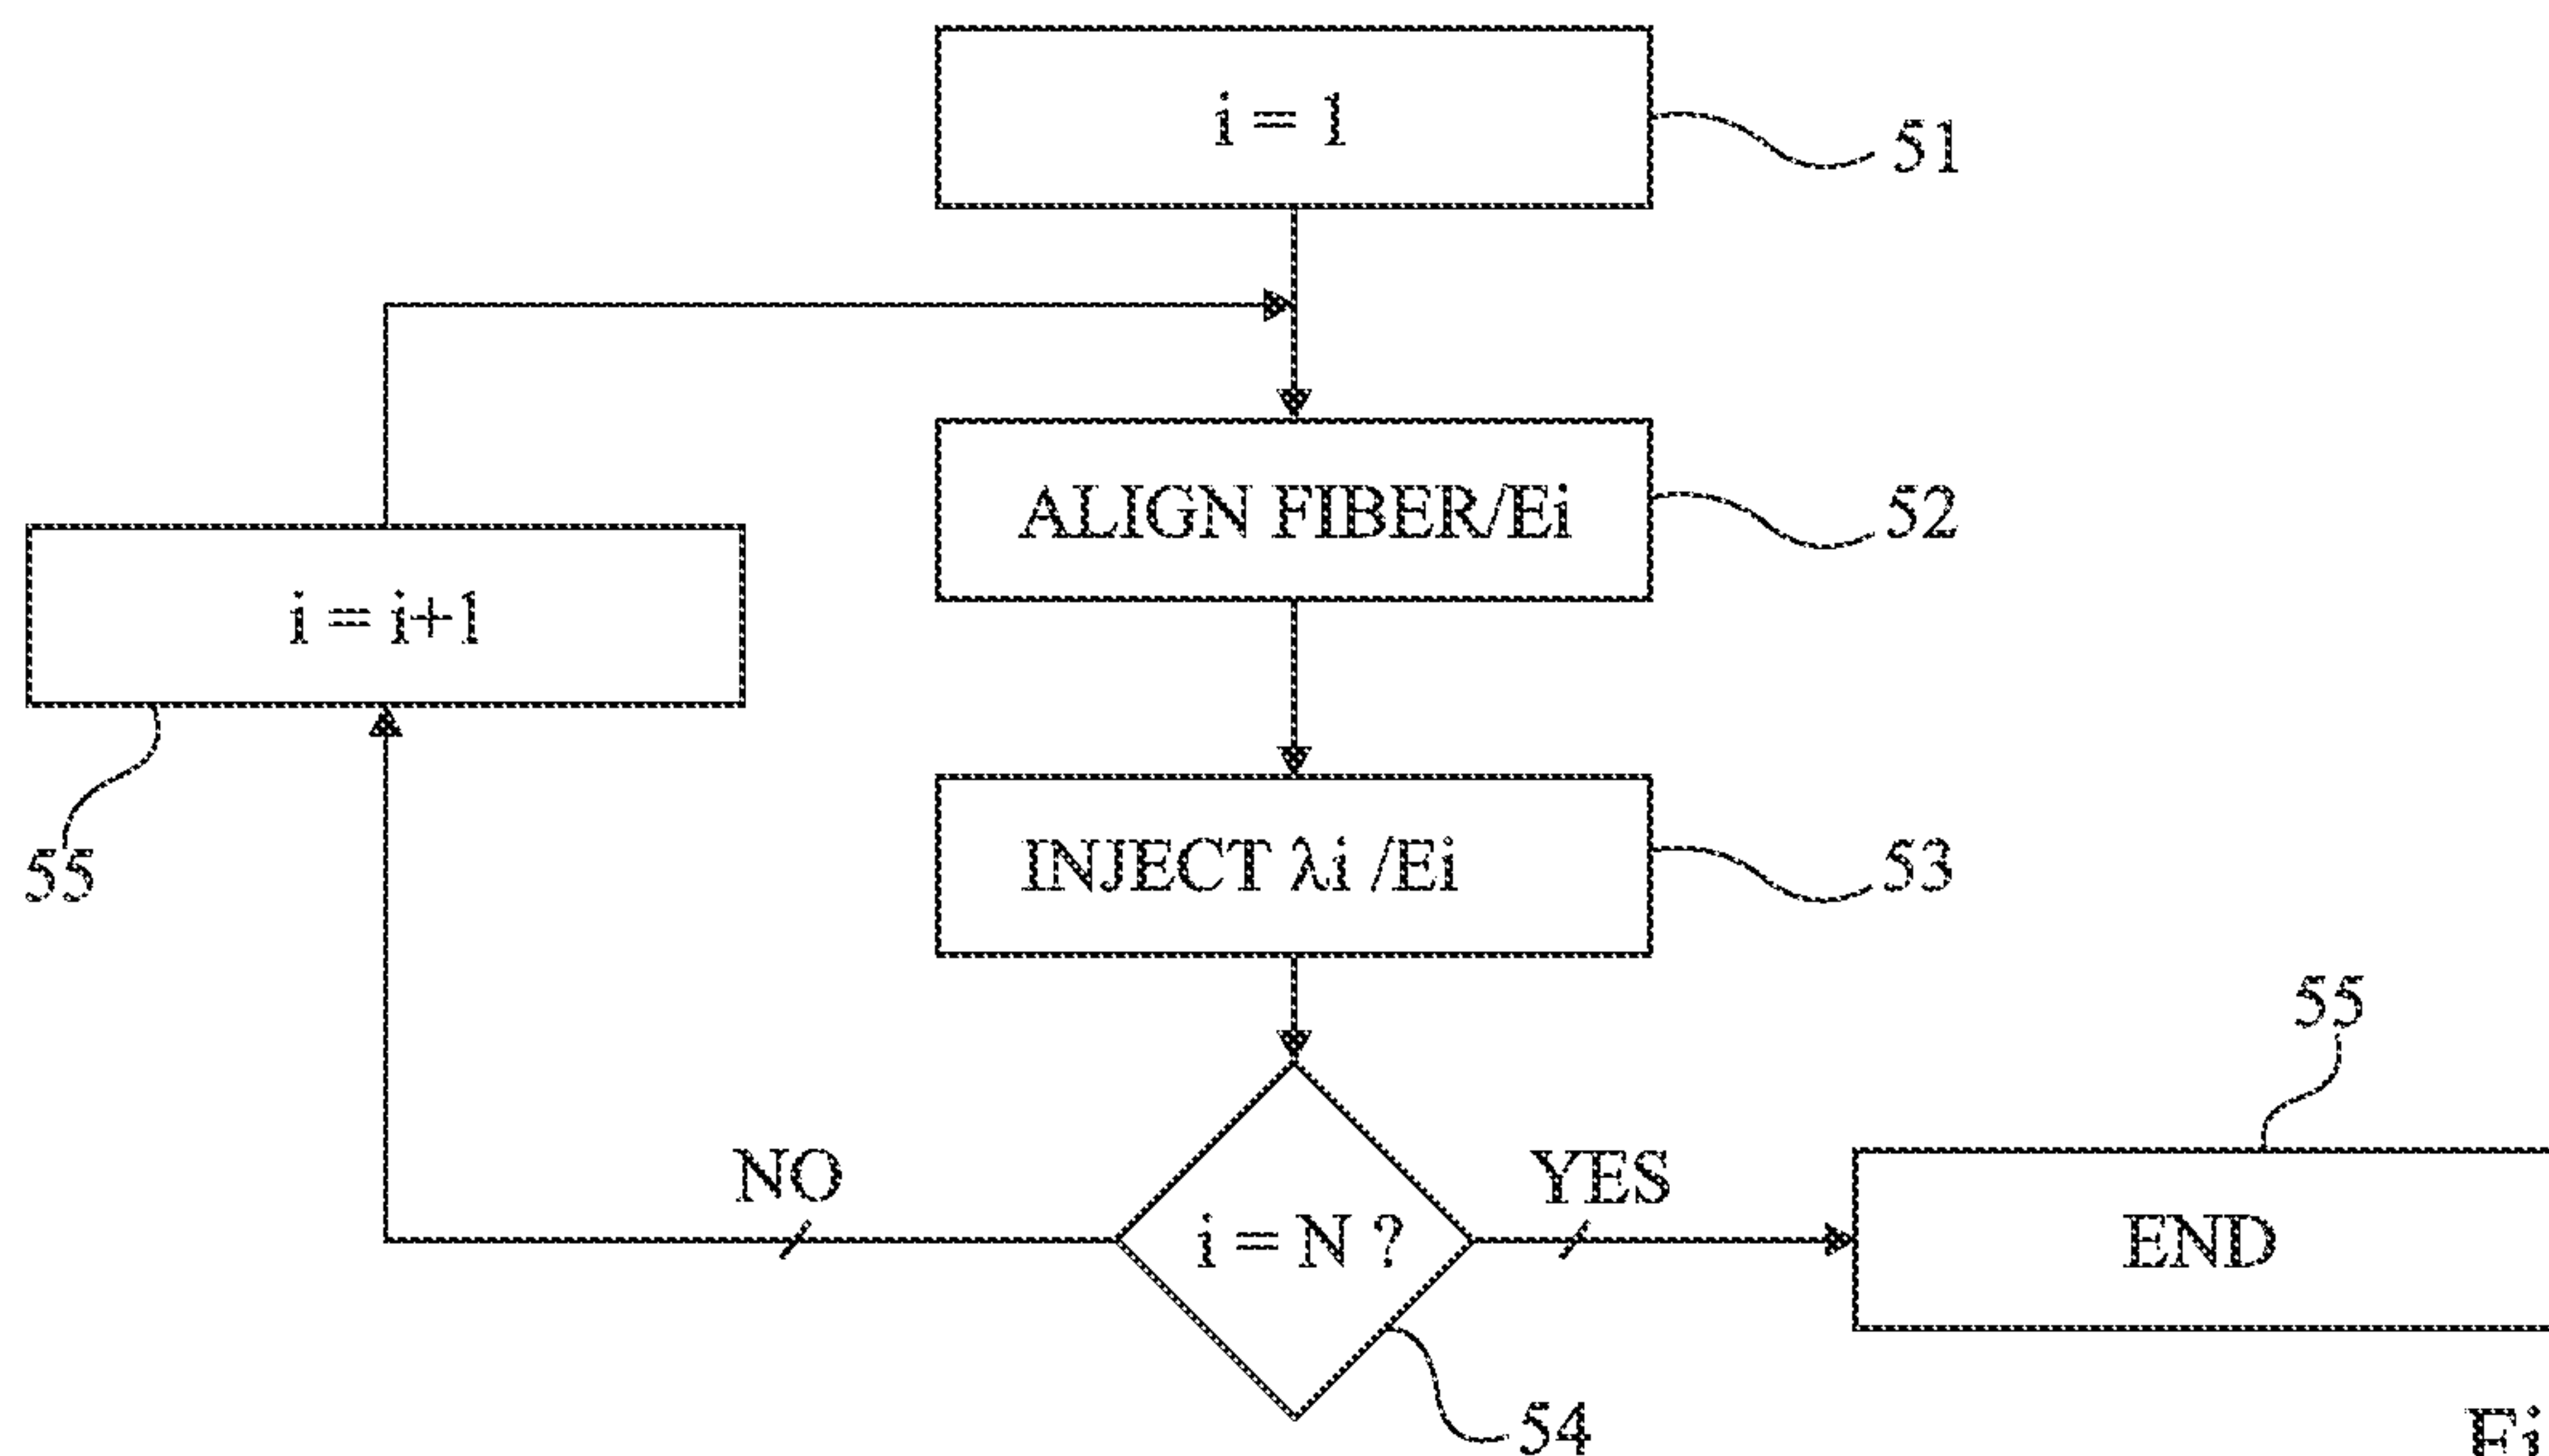 i = 1
51
ALIGN FIBER/Ei
52
i = i+1
55
INJECT λi /Ei
53
55
NO
YES
i = N ?
END
54